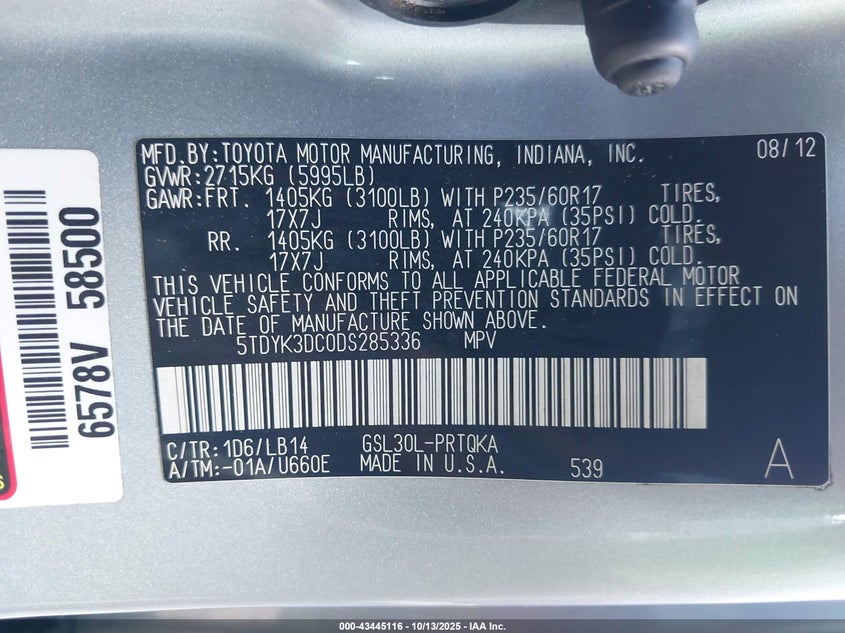 MFD.BY:TOYOTA MOTOR MANUFACTURING, INDIANA, INC. 08/12
GVWR:2715KG (5995LB)
GAWR:FRT. 1405KG (3100LB) WITH P235/60R17 TIRES,
17X7J RIMS, AT 240KPA (35PSI) COLD.
RR. 1405KG (3100LB) WITH P235/60R17 TIRES,
17X7J RIMS, AT 240KPA (35PSI) COLD.
THIS VEHICLE CONFORMS TO ALL APPLICABLE FEDERAL MOTOR
VEHICLE SAFETY AND THEFT PREVENTION STANDARDS IN EFFECT ON
THE DATE OF MANUFACTURE SHOWN ABOVE.
5TDYK3DC0DS285336 MPV
C/TR:1D6/LB14 GSL30L-PRTQKA
A/TM:-01A/U660E MADE IN U.S.A. 539 A
6578V 58500
000-43445116 | 10/13/2025 | IAA Inc.